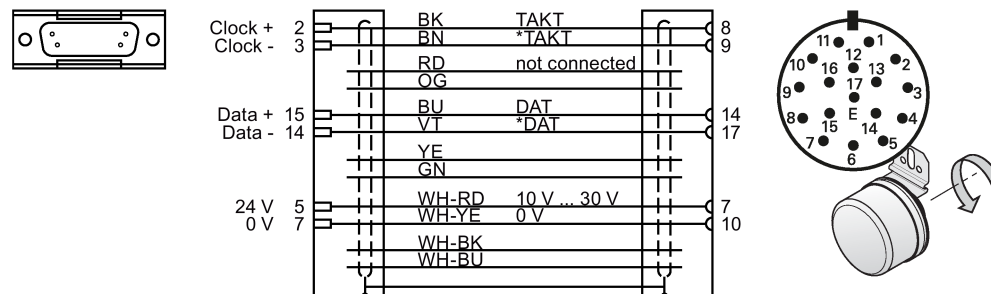 Clock + 2 BK TAKT 8
Clock - 3 BN *TAKT 9
RD not connected
OG
Data + 15 BU DAT 14
Data - 14 VT *DAT 17
YE
GN
24 V 5 WH-RD 10 V ... 30 V 7
0 V 7 WH-YE 0 V 10
WH-BK
WH-BU
11 1
12
10 2
16 13
9 17 3
8 E 4
15 14
7 5
6